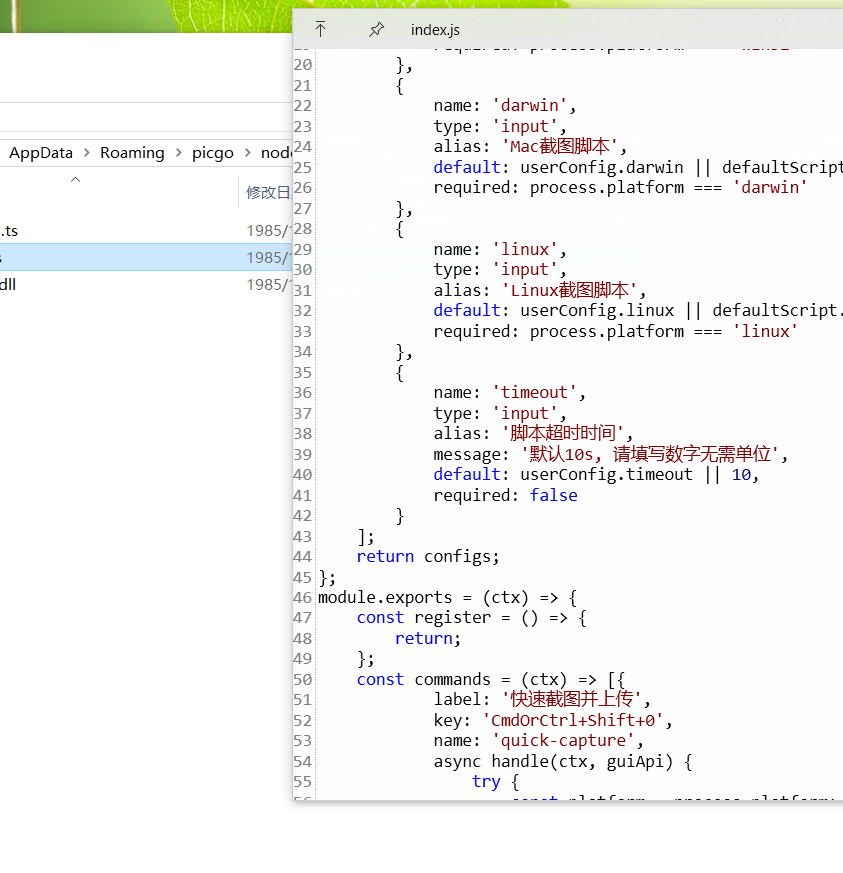 index.js
AppData > Roaming > picgo >
修改日
.ts
1985/
s
1985/
dll
1985/
20 },
21 {
22 name: 'darwin',
23 type: 'input',
24 alias: 'Mac截图脚本',
25 default: userConfig.darwin || defaultScript
26 required: process.platform === 'darwin'
27 },
28 {
29 name: 'linux',
30 type: 'input',
31 alias: 'Linux截图脚本',
32 default: userConfig.linux || defaultScript.
33 required: process.platform === 'linux'
34 },
35 {
36 name: 'timeout',
37 type: 'input',
38 alias: '脚本超时时间',
39 message: '默认10s, 请填写数字无需单位',
40 default: userConfig.timeout || 10,
41 required: false
42 }
43 ];
44 return configs;
45 };
46 module.exports = (ctx) => {
47 const register = () => {
48 return;
49 };
50 const commands = (ctx) => [{
51 label: '快速截图并上传',
52 key: 'CmdOrCtrl+Shift+0',
53 name: 'quick-capture',
54 async handle(ctx, guiApi) {
55 try {